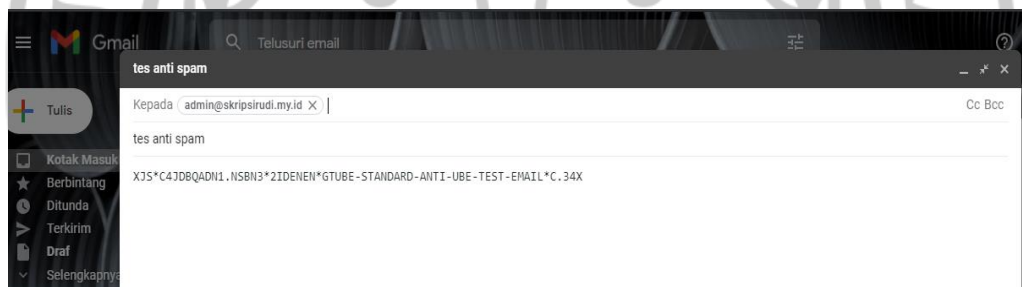 Gmail
Telusuri email
tes anti spam
Tulis
Kepada admin@skripsirudi.my.id
Cc Bcc
tes anti spam
Kotak Masuk
XJS*C4JDBQADN1.NSBN3*2IDENEN*GTUBE-STANDARD-ANTI-UBE-TEST-EMAIL*C.34X
Berbintang
Ditunda
Terkirim
Draf
Selengkapnya